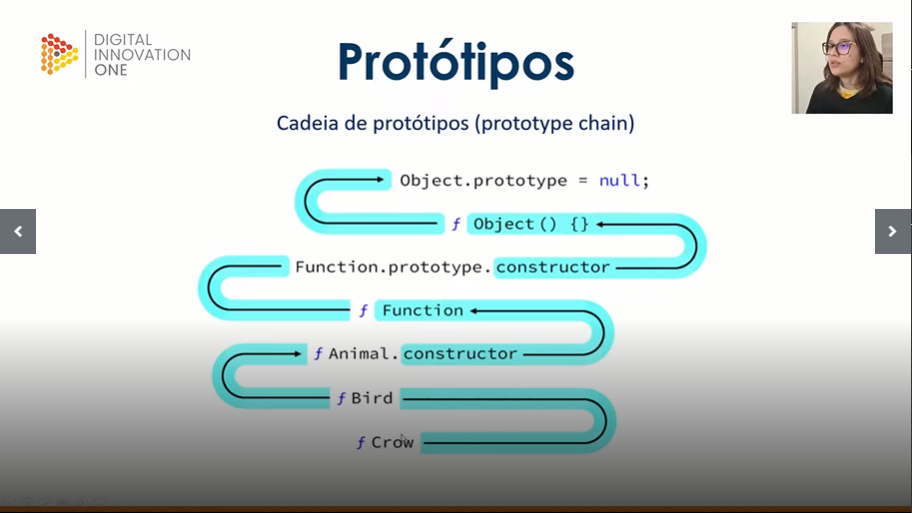 DIGITAL
INNOVATION
ONE
Protótipos
Cadeia de protótipos (prototype chain)
Object.prototype = null;
f Object() {}
Function.prototype.constructor
f Function
f Animal.constructor
f Bird
f Crow